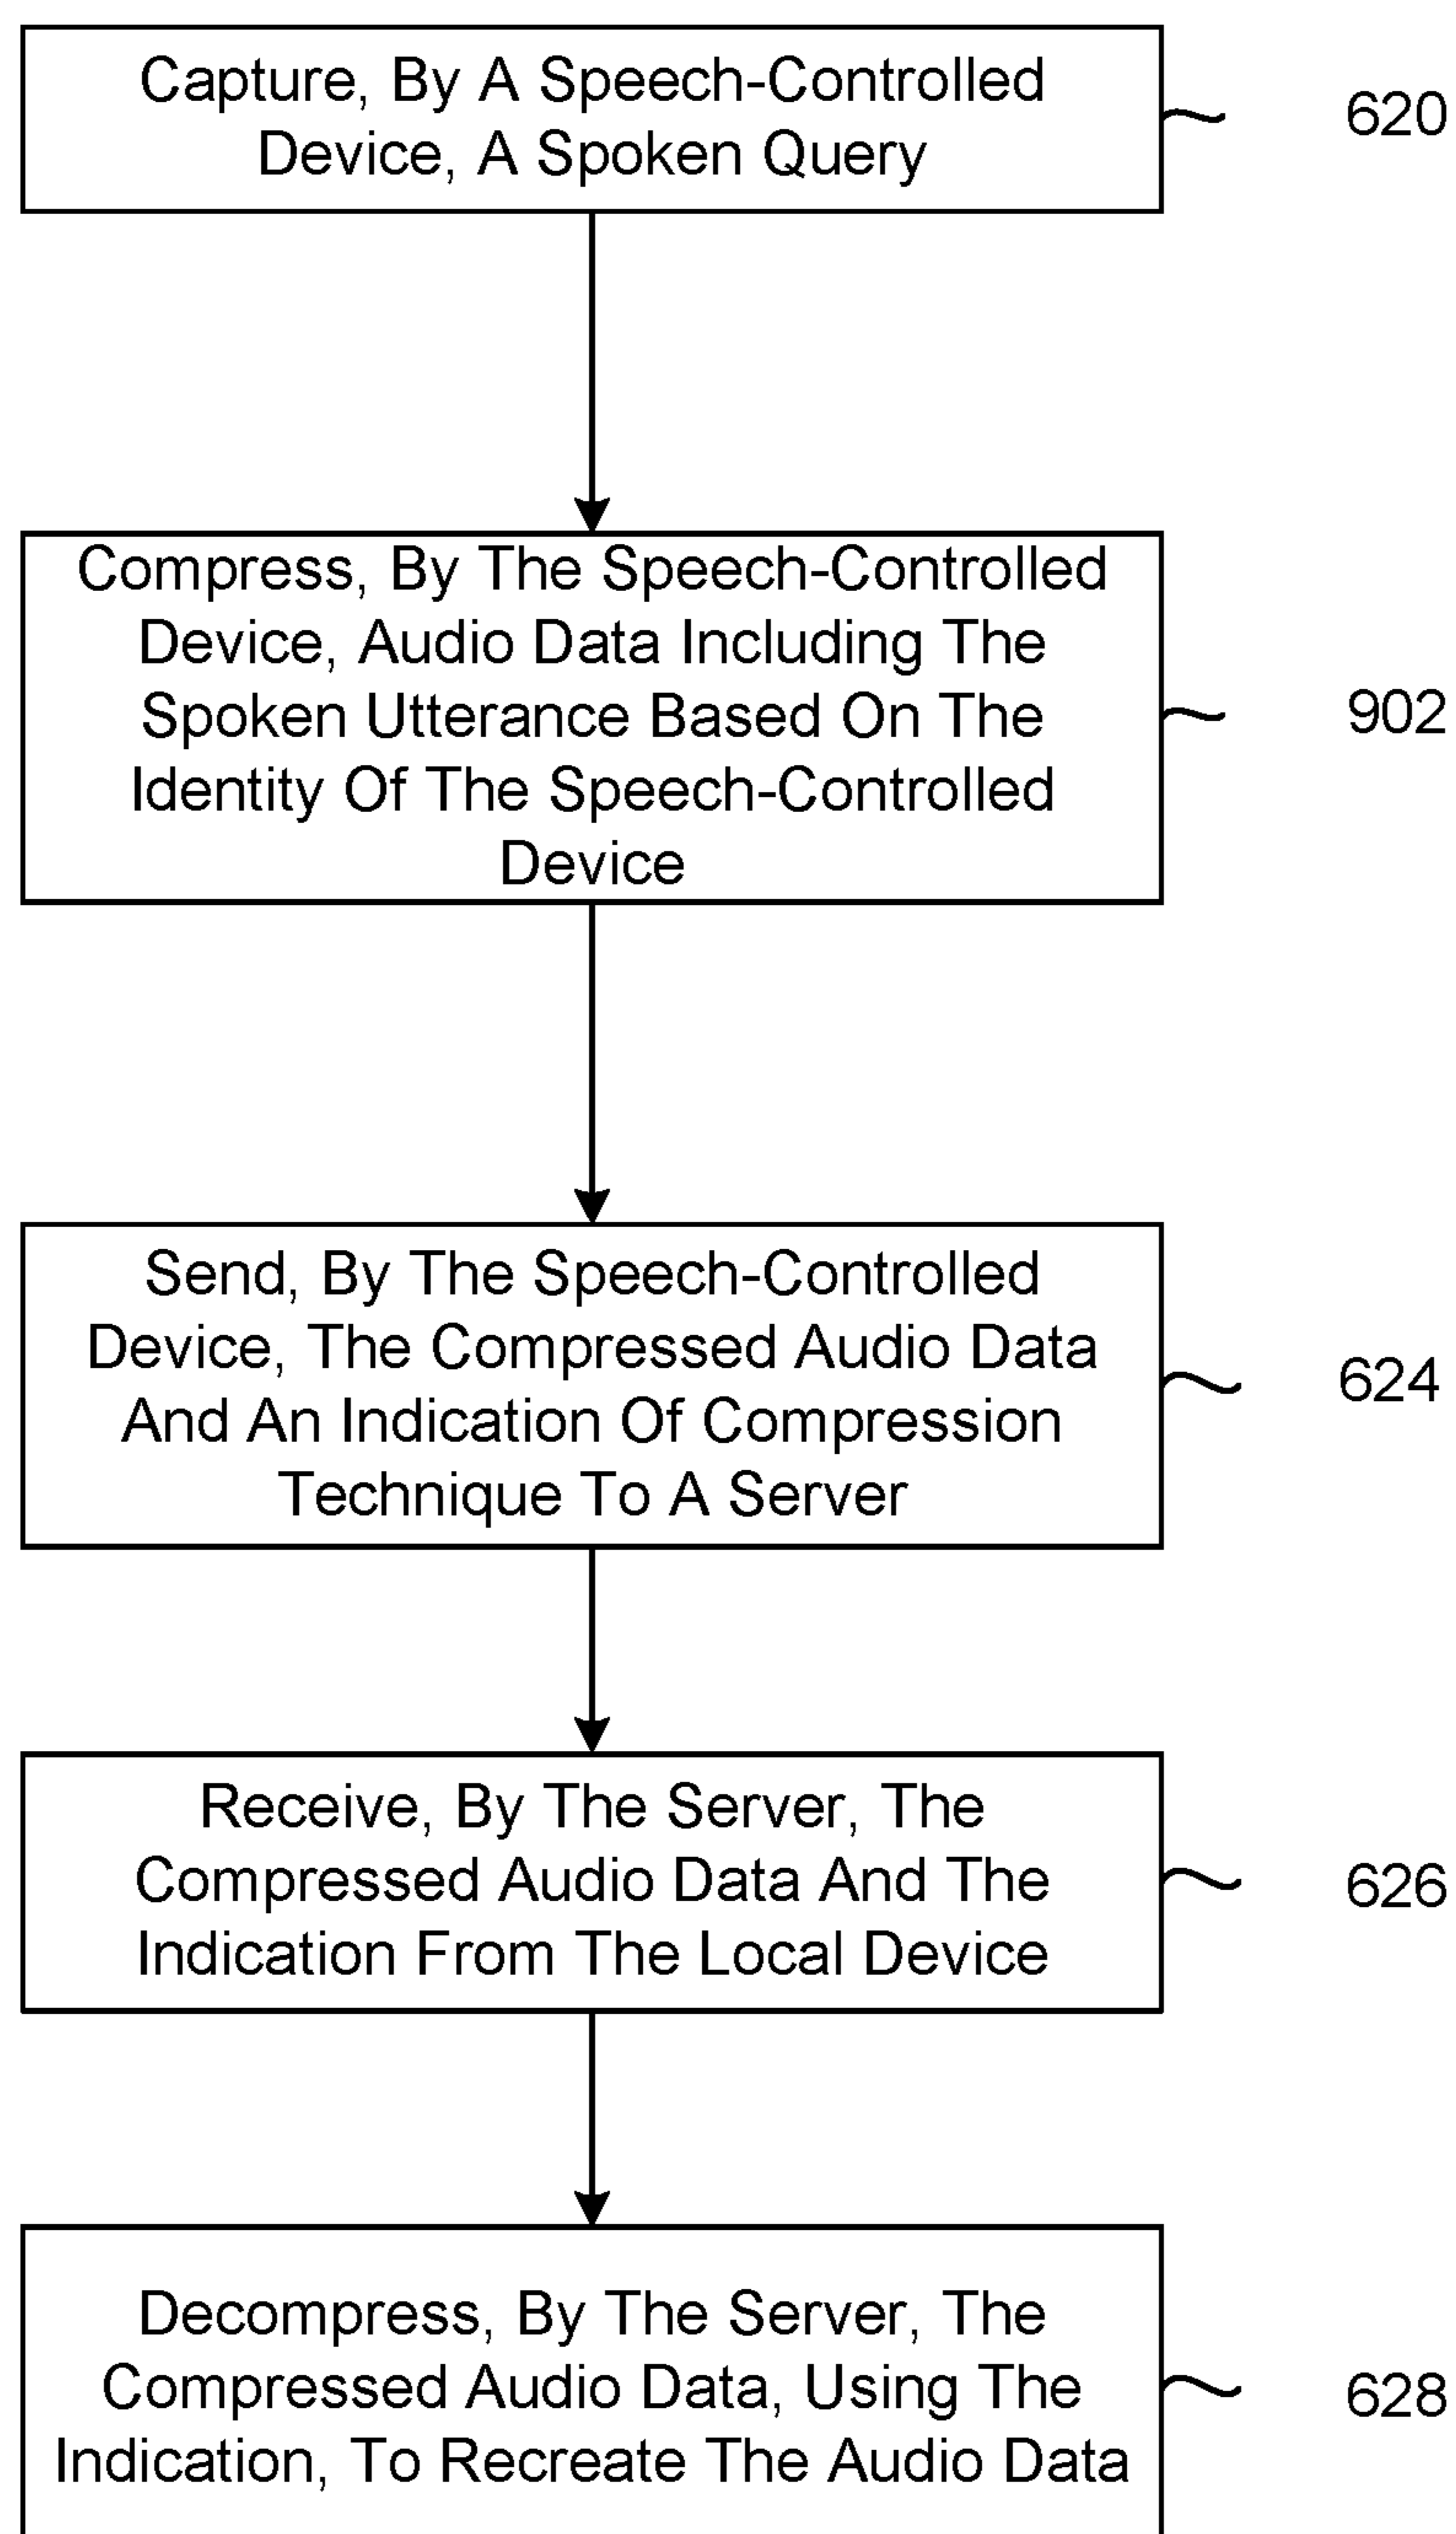 Capture, By A Speech-Controlled
Device, A Spoken Query
620
Compress, By The Speech-Controlled
Device, Audio Data Including The
Spoken Utterance Based On The
Identity Of The Speech-Controlled
Device
902
Send, By The Speech-Controlled
Device, The Compressed Audio Data
And An Indication Of Compression
Technique To A Server
624
Receive, By The Server, The
Compressed Audio Data And The
Indication From The Local Device
626
Decompress, By The Server, The
Compressed Audio Data, Using The
Indication, To Recreate The Audio Data
628